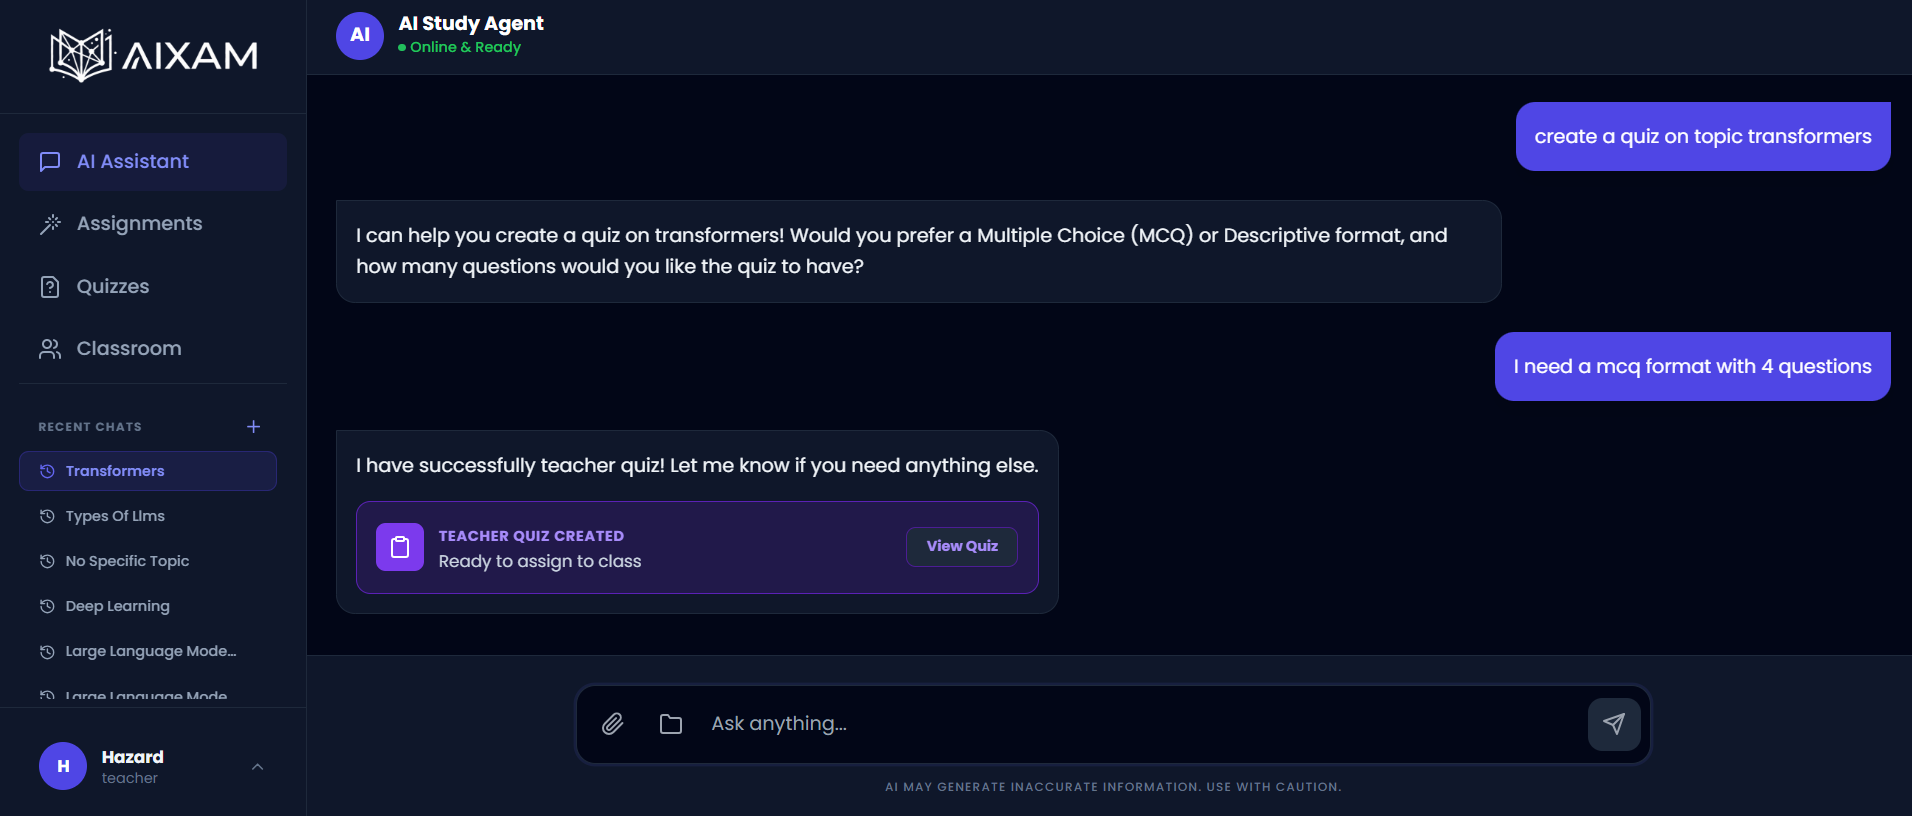 AIXAM
AI Assistant
Assignments
Quizzes
Classroom
RECENT CHATS
Transformers
Types Of Llms
No Specific Topic
Deep Learning
Large Language Mode...
Large Language Mode
H
Hazard
teacher
AI
AI Study Agent
Online & Ready
create a quiz on topic transformers
I can help you create a quiz on transformers! Would you prefer a Multiple Choice (MCQ) or Descriptive format, and
how many questions would you like the quiz to have?
I need a mcq format with 4 questions
I have successfully teacher quiz! Let me know if you need anything else.
TEACHER QUIZ CREATED
Ready to assign to class
View Quiz
Ask anything...
AI MAY GENERATE INACCURATE INFORMATION. USE WITH CAUTION.